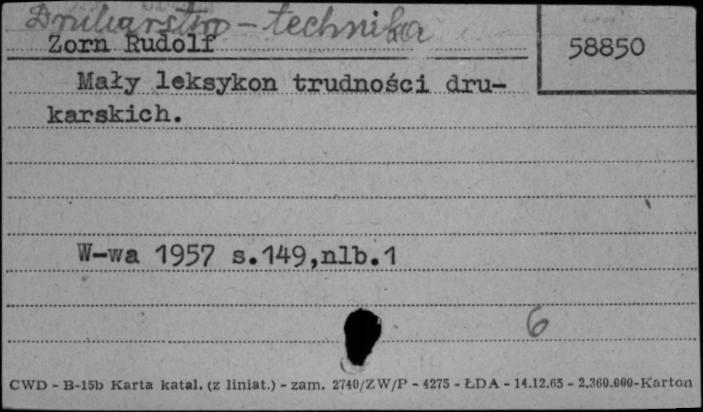 Drukarstwo - technika
Zorn Rudolf
58850
Mały leksykon trudności dru-
karskich.
W-wa 1957 s.149,nlb.1
6
CWD - B-15b Karta katal. (z liniat.) - zam. 2740/ZW/P - 4275 - ŁDA - 14.12.65 - 2.360.000-Karton